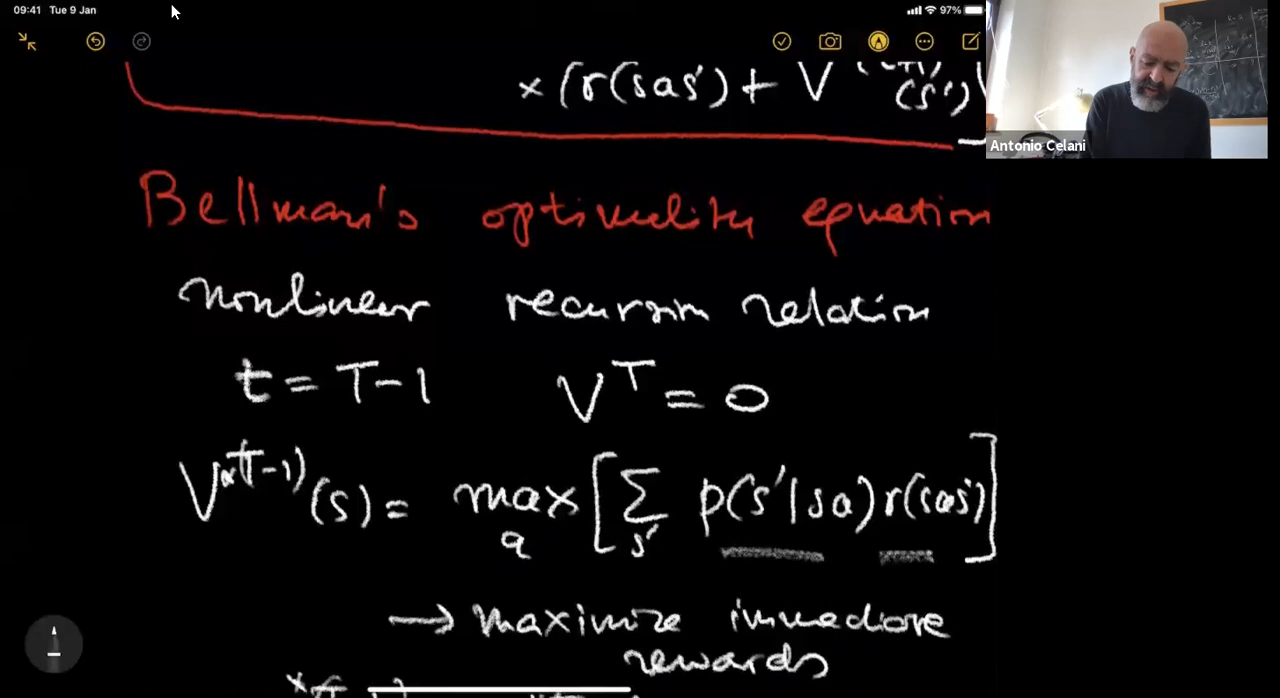 09:41 Tue 9 Jan
97%
× (r(sas') + V (s')
Antonio Celani
Bellman's optimality equation
nonlinear recursion relation
t = T-1 V^T = 0
V^{*(T-1)}(s) = max_a [ Σ_{s'} p(s'|sa) r(sas') ]
→ maximize immediate
rewards